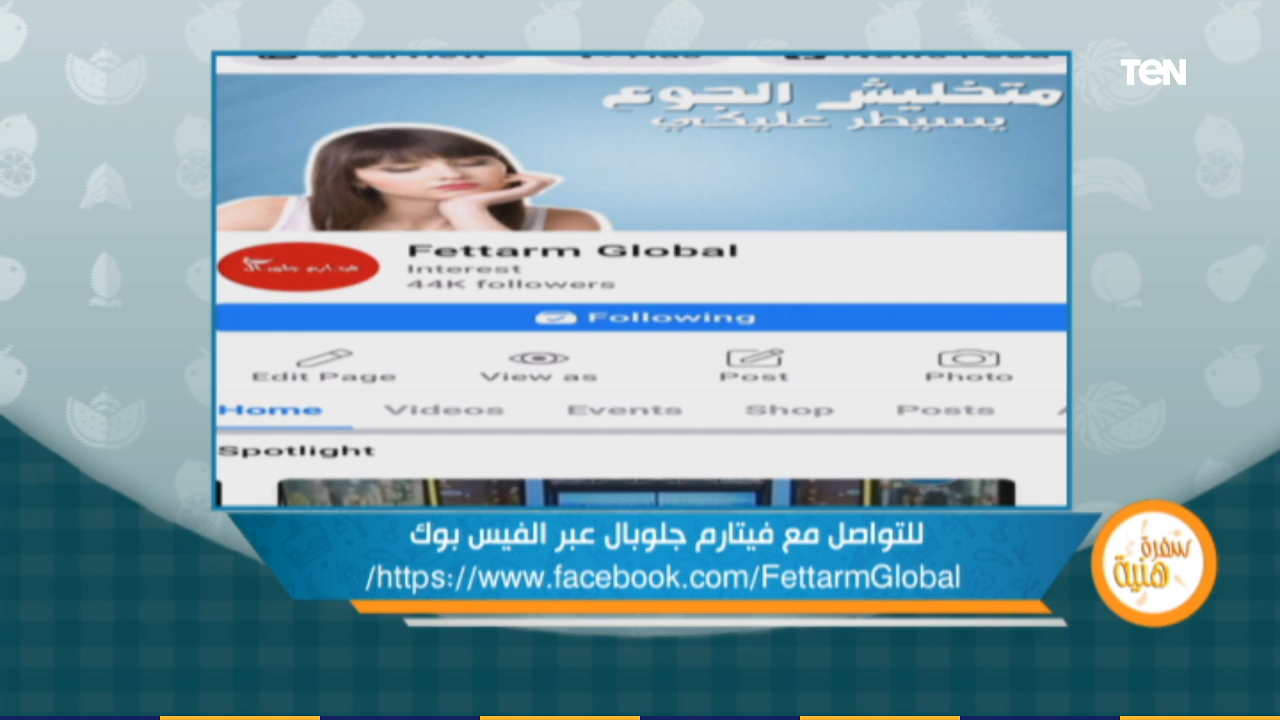 TEN
متخليش الجوع
يسيطر عليكي
Fettarm Global
Interest
44K followers
Following
Edit Page View as Post Photo
Home Videos Events Shop Posts
Spotlight
للتواصل مع فيتارم جلوبال عبر الفيس بوك
/https://www.facebook.com/FettarmGlobal
سفرة
هنية